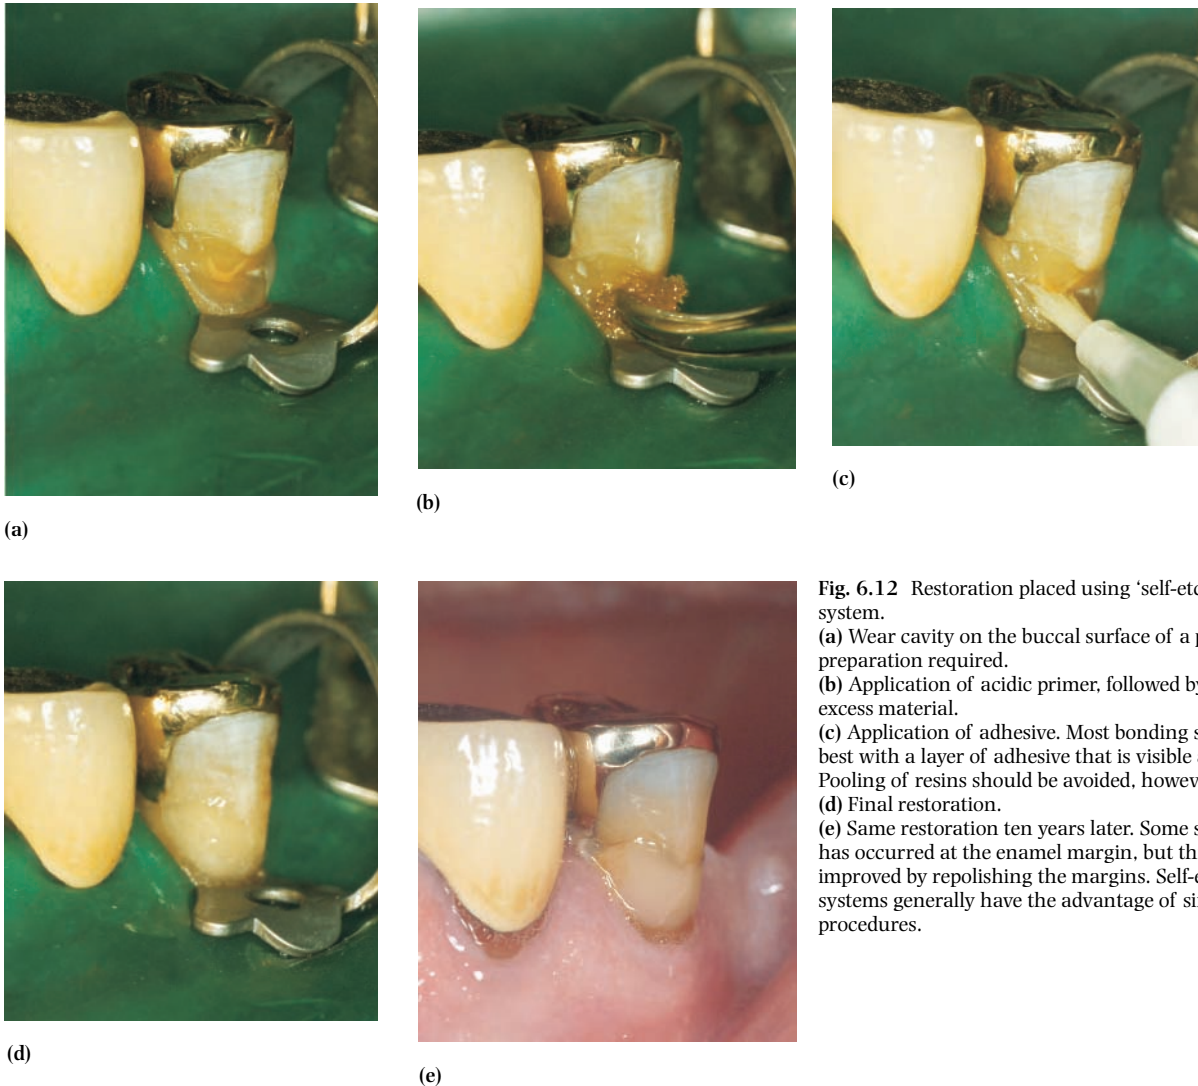 (a)
(b)
(c)
(d)
(e)
Fig. 6.12 Restoration placed using ‘self-etc
system.
(a) Wear cavity on the buccal surface of a p
preparation required.
(b) Application of acidic primer, followed by
excess material.
(c) Application of adhesive. Most bonding s
best with a layer of adhesive that is visible a
Pooling of resins should be avoided, howev
(d) Final restoration.
(e) Same restoration ten years later. Some s
has occurred at the enamel margin, but th
improved by repolishing the margins. Self-e
systems generally have the advantage of si
procedures.